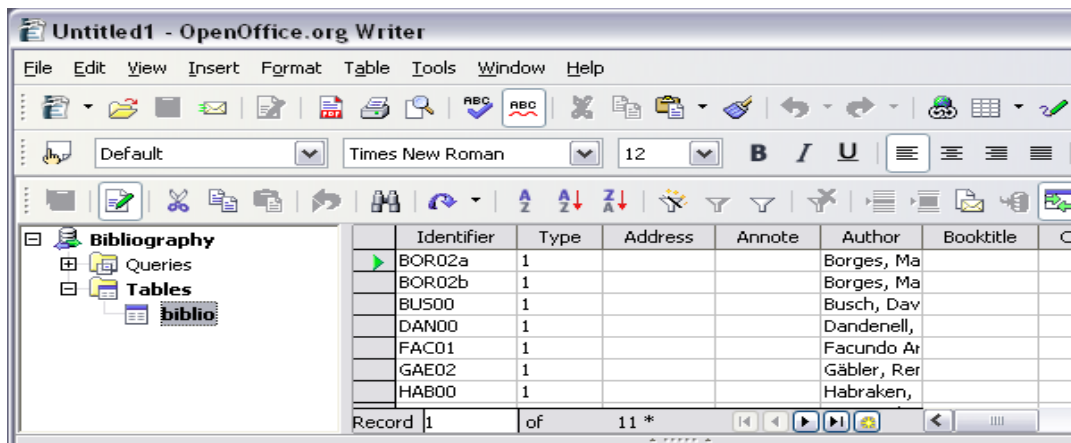 Untitled1 - OpenOffice.org Writer
File Edit View Insert Format Table Tools Window Help
ABC ABC
Default Times New Roman 12 B I U
A Z A Z Z A
Bibliography
Queries
Tables
biblio
Identifier Type Address Annote Author Booktitle C
BOR02a 1 Borges, Ma
BOR02b 1 Borges, Ma
BUS00 1 Busch, Dav
DAN00 1 Dandenell,
FAC01 1 Facundo Ar
GAE02 1 Gäbler, Rer
HAB00 1 Habraken,
Record 1 of 11 *